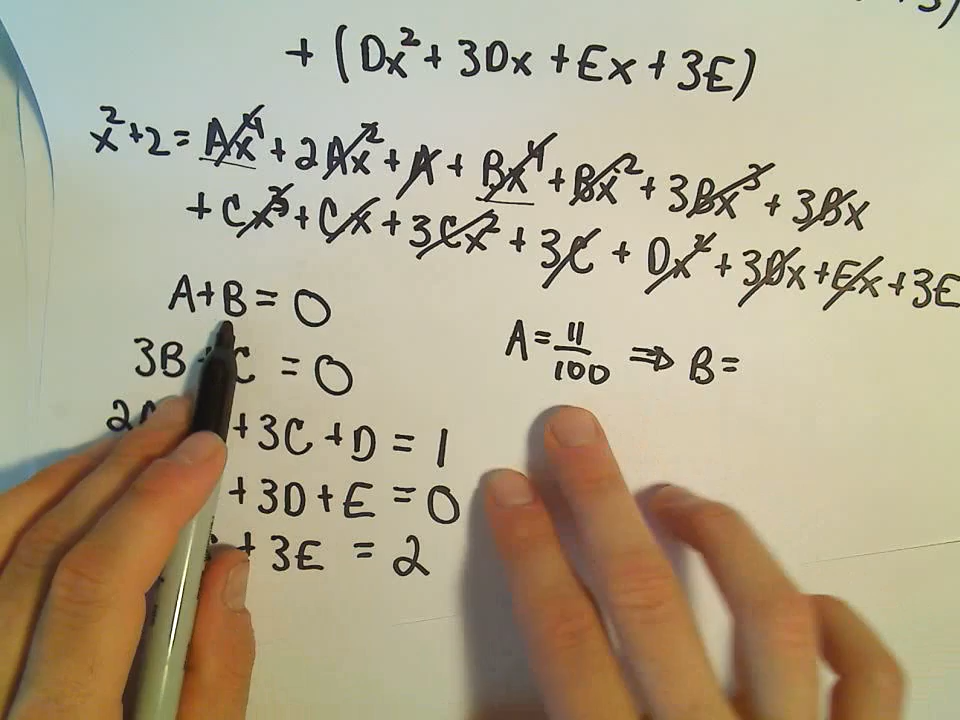 + (Dx² + 3Dx + Ex + 3E)
x² + 2 = Ax⁴ + 2Ax² + A + Bx⁴ + Bx² + 3Bx³ + 3Bx
+ Cx³ + Cx + 3Cx² + 3C + Dx² + 3Dx + Ex + 3E
A + B = 0
3B + C = 0
+ 3C + D = 1
+ 3D + E = 0
+ 3E = 2
A = 11/100 ⇒ B =